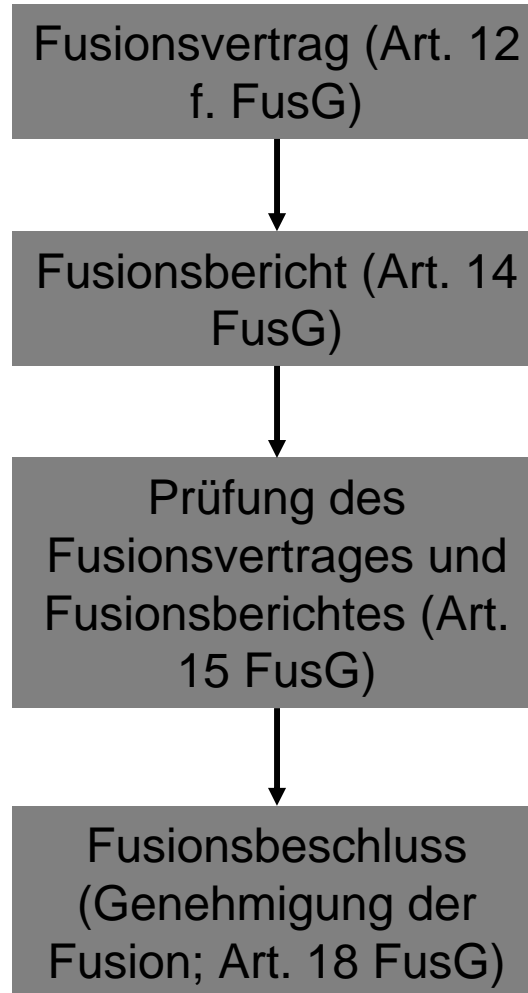 Fusionsvertrag (Art. 12
f. FusG)
Fusionsbericht (Art. 14
FusG)
Prüfung des
Fusionsvertrages und
Fusionsberichtes (Art.
15 FusG)
Fusionsbeschluss
(Genehmigung der
Fusion; Art. 18 FusG)